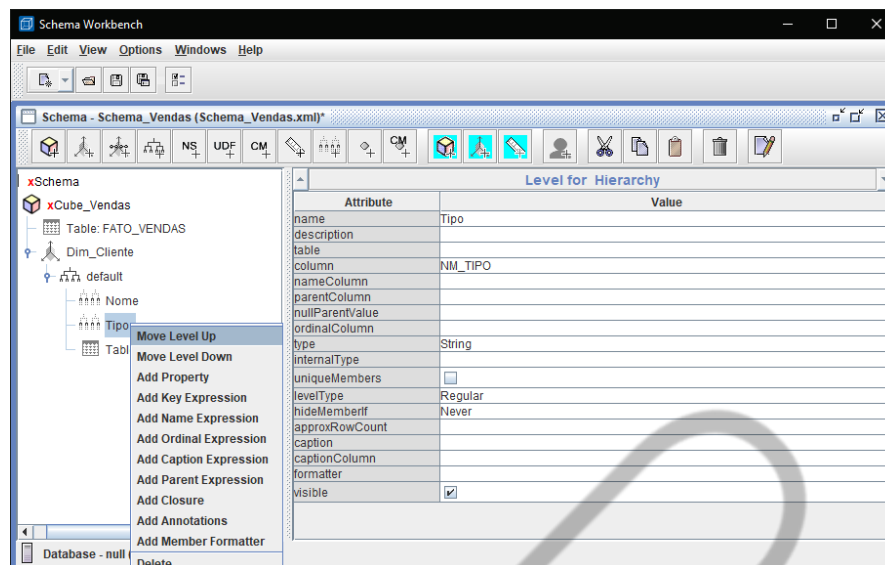 Schema Workbench
File Edit View Options Windows Help
Schema - Schema_Vendas (Schema_Vendas.xml)*
NS UDF CM CM
xSchema
xCube_Vendas
Table: FATO_VENDAS
Dim_Cliente
default
Nome
Tipo
Tabl
Move Level Up
Move Level Down
Add Property
Add Key Expression
Add Name Expression
Add Ordinal Expression
Add Caption Expression
Add Parent Expression
Add Closure
Add Annotations
Add Member Formatter
Delete
Level for Hierarchy
Attribute Value
name Tipo
description
table
column NM_TIPO
nameColumn
parentColumn
nullParentValue
ordinalColumn
type String
internalType
uniqueMembers
levelType Regular
hideMemberIf Never
approxRowCount
caption
captionColumn
formatter
visible
Database - null